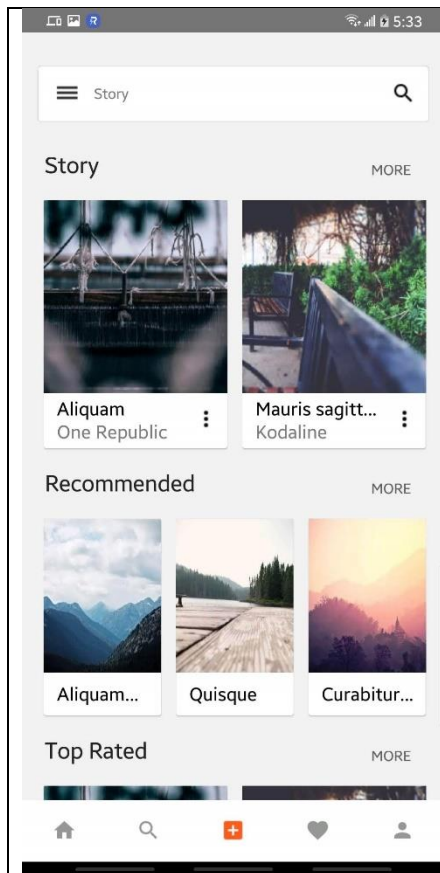 R 5:33
Story
Story MORE
Aliquam Mauris sagitt...
One Republic Kodaline
Recommended MORE
Aliquam... Quisque Curabitur...
Top Rated MORE